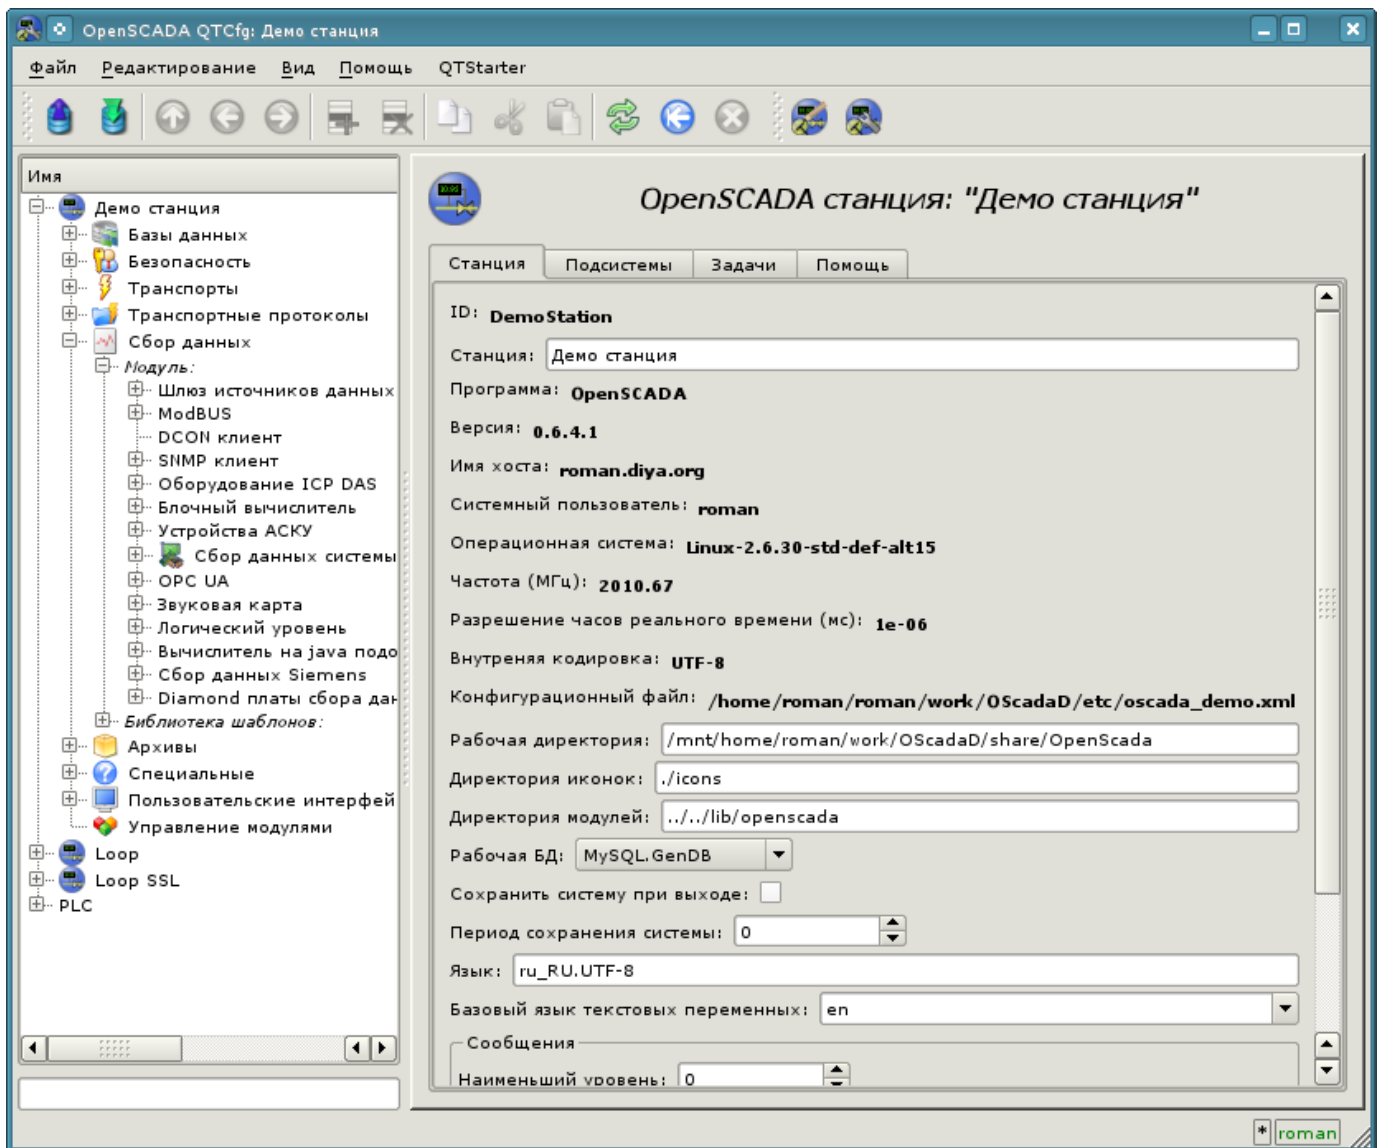 OpenSCADA QTCfg: Демо станция
Файл Редактирование Вид Помощь QTStarter
Имя
Демо станция
Базы данных
Безопасность
Транспорты
Транспортные протоколы
Сбор данных
Модуль:
Шлюз источников данных
ModBUS
DCON клиент
SNMP клиент
Оборудование ICP DAS
Блочный вычислитель
Устройства АСКУ
Сбор данных системы
OPC UA
Звуковая карта
Логический уровень
Вычислитель на java подо
Сбор данных Siemens
Diamond платы сбора дан
Библиотека шаблонов:
Архивы
Специальные
Пользовательские интерфей
Управление модулями
Loop
Loop SSL
PLC
OpenSCADA станция: "Демо станция"
Станция Подсистемы Задачи Помощь
ID: DemoStation
Станция: Демо станция
Программа: OpenSCADA
Версия: 0.6.4.1
Имя хоста: roman.diya.org
Системный пользователь: roman
Операционная система: Linux-2.6.30-std-def-alt15
Частота (МГц): 2010.67
Разрешение часов реального времени (мс): 1e-06
Внутреняя кодировка: UTF-8
Конфигурационный файл: /home/roman/roman/work/OScadaD/etc/oscada_demo.xml
Рабочая директория: /mnt/home/roman/work/OScadaD/share/OpenScada
Директория иконок: ./icons
Директория модулей: ../../lib/openscada
Рабочая БД: MySQL.GenDB
Сохранить систему при выходе:
Период сохранения системы: 0
Язык: ru_RU.UTF-8
Базовый язык текстовых переменных: en
Сообщения
Наименьший уровень: 0
* roman